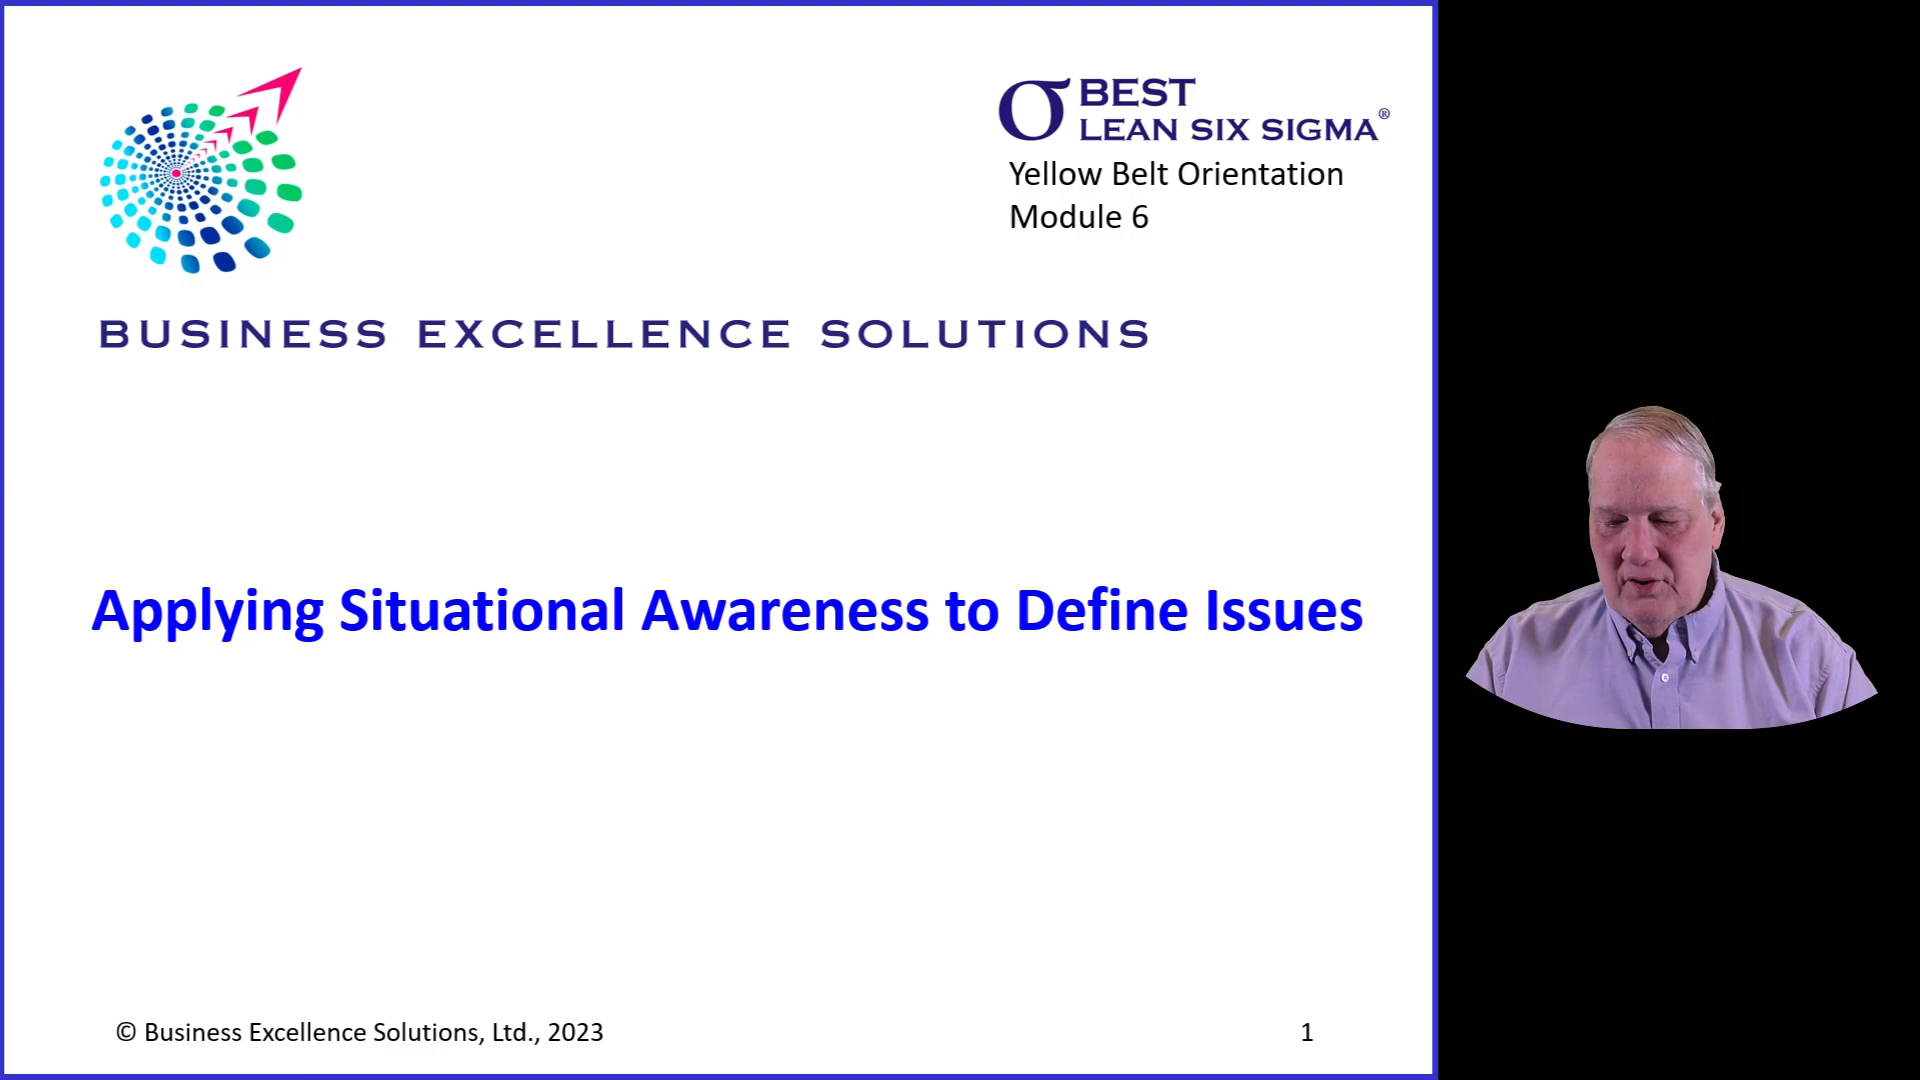 σ BEST
LEAN SIX SIGMA®
Yellow Belt Orientation
Module 6
BUSINESS EXCELLENCE SOLUTIONS
Applying Situational Awareness to Define Issues
© Business Excellence Solutions, Ltd., 2023
1